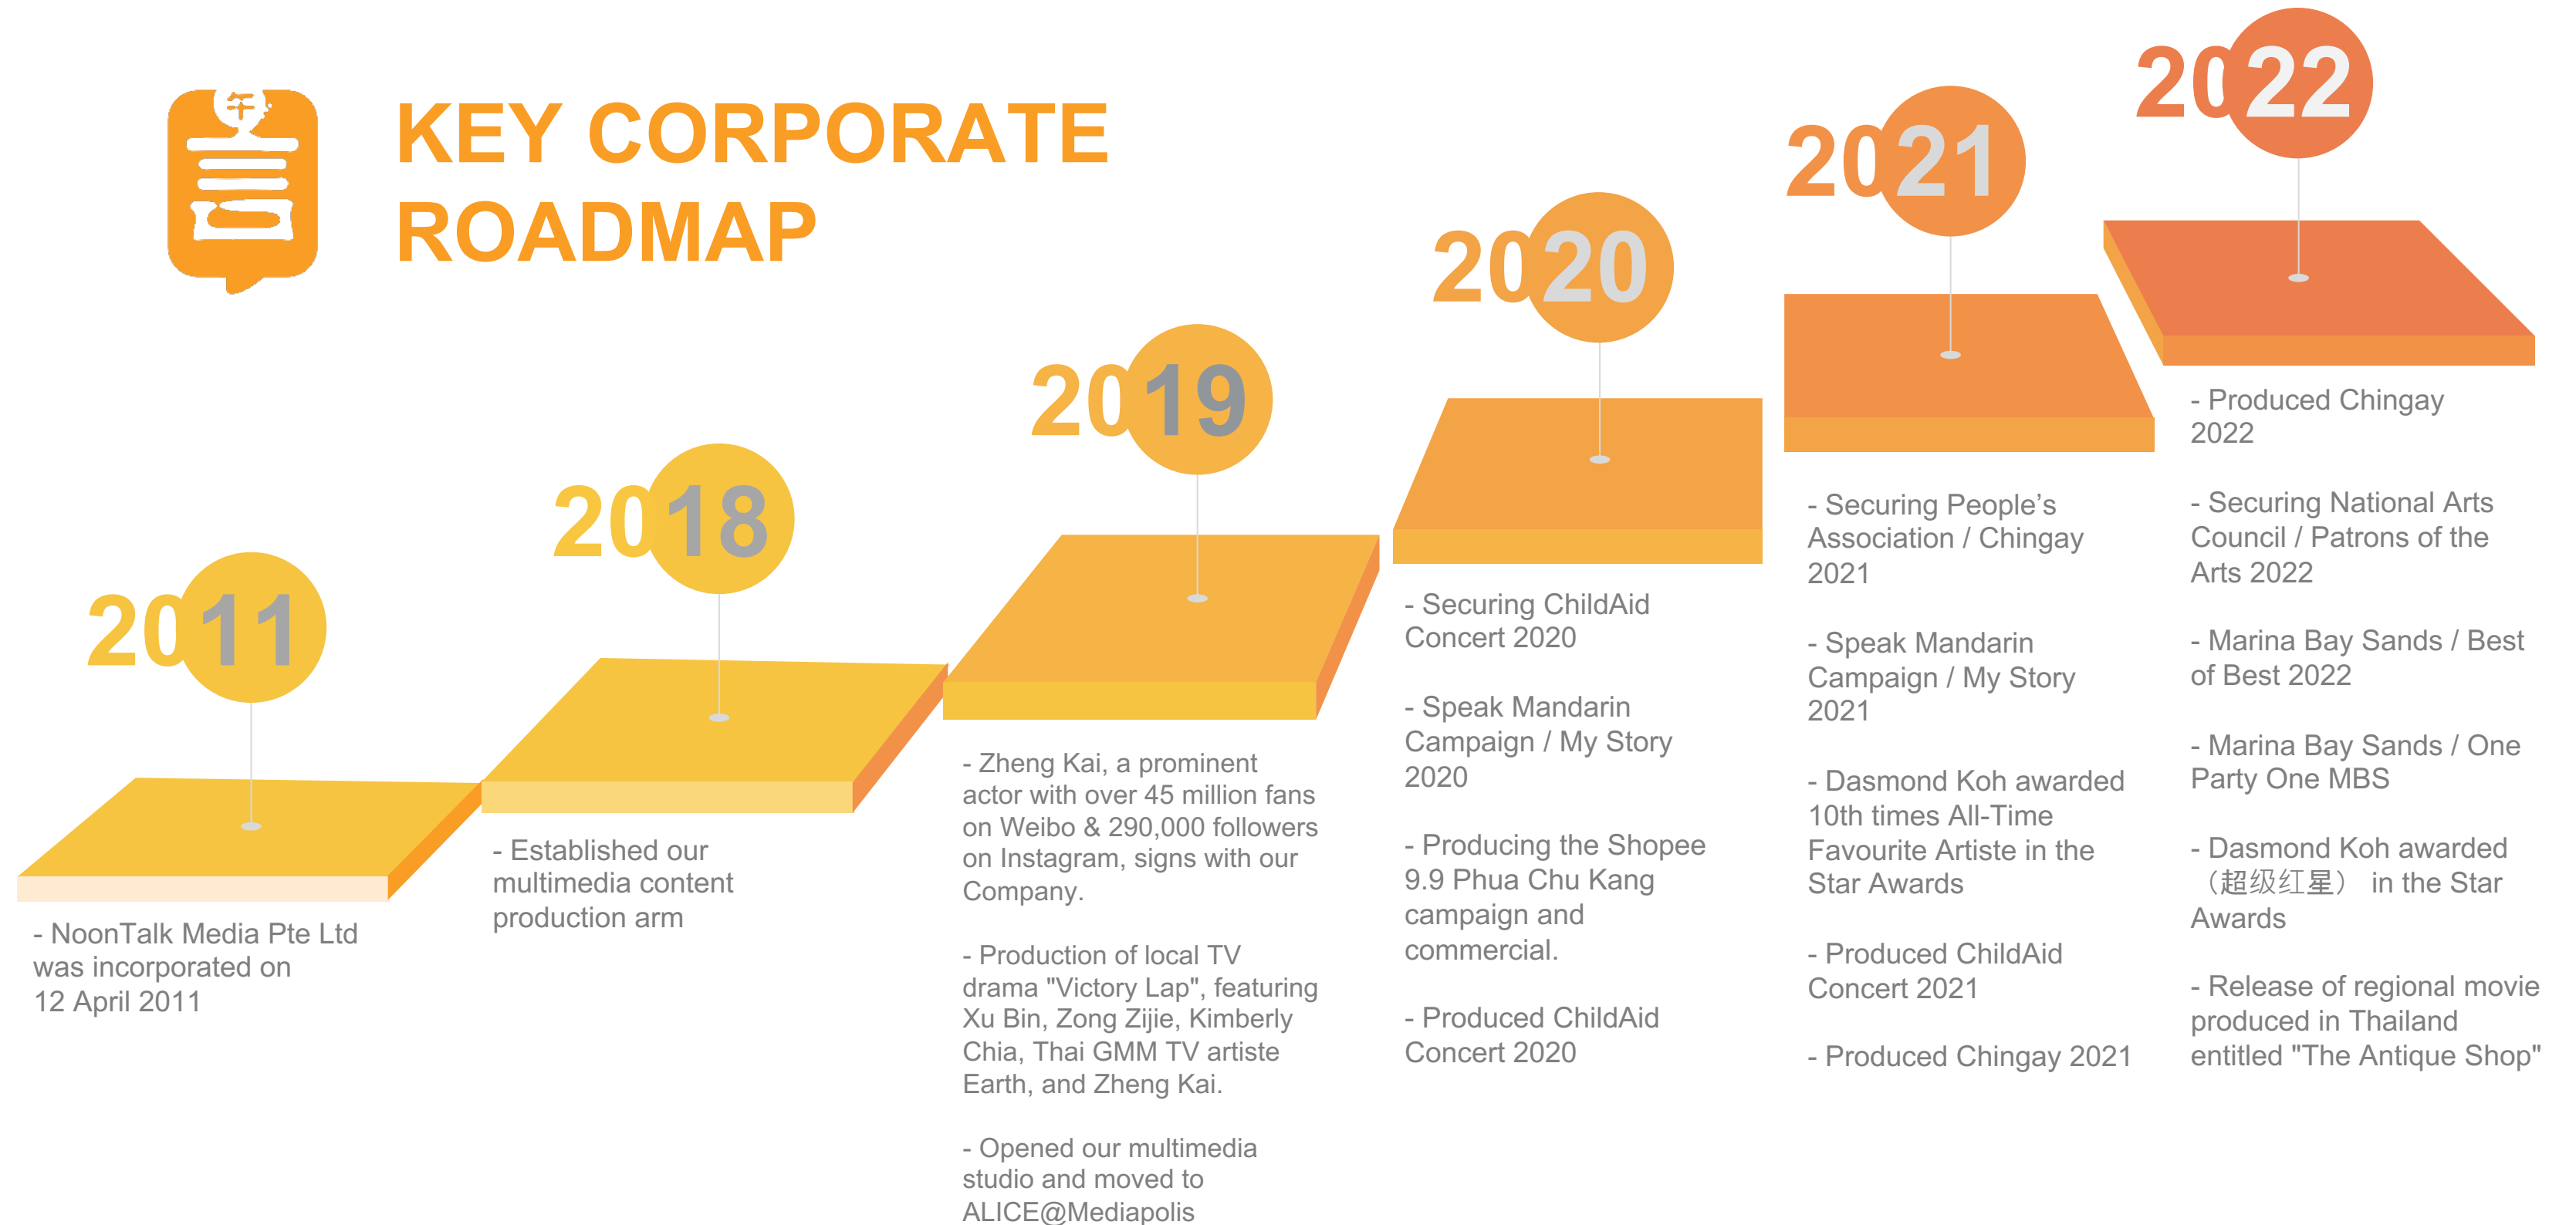 KEY CORPORATE
ROADMAP
2011
- NoonTalk Media Pte Ltd
was incorporated on
12 April 2011
2018
- Established our
multimedia content
production arm
2019
- Zheng Kai, a prominent
actor with over 45 million fans
on Weibo & 290,000 followers
on Instagram, signs with our
Company.
- Production of local TV
drama "Victory Lap", featuring
Xu Bin, Zong Zijie, Kimberly
Chia, Thai GMM TV artiste
Earth, and Zheng Kai.
- Opened our multimedia
studio and moved to
ALICE@Mediapolis
2020
- Securing ChildAid
Concert 2020
- Speak Mandarin
Campaign / My Story
2020
- Producing the Shopee
9.9 Phua Chu Kang
campaign and
commercial.
- Produced ChildAid
Concert 2020
2021
- Securing People’s
Association / Chingay
2021
- Speak Mandarin
Campaign / My Story
2021
- Dasmond Koh awarded
10th times All-Time
Favourite Artiste in the
Star Awards
- Produced ChildAid
Concert 2021
- Produced Chingay 2021
2022
- Produced Chingay
2022
- Securing National Arts
Council / Patrons of the
Arts 2022
- Marina Bay Sands / Best
of Best 2022
- Marina Bay Sands / One
Party One MBS
- Dasmond Koh awarded
（超级红星） in the Star
Awards
- Release of regional movie
produced in Thailand
entitled "The Antique Shop"